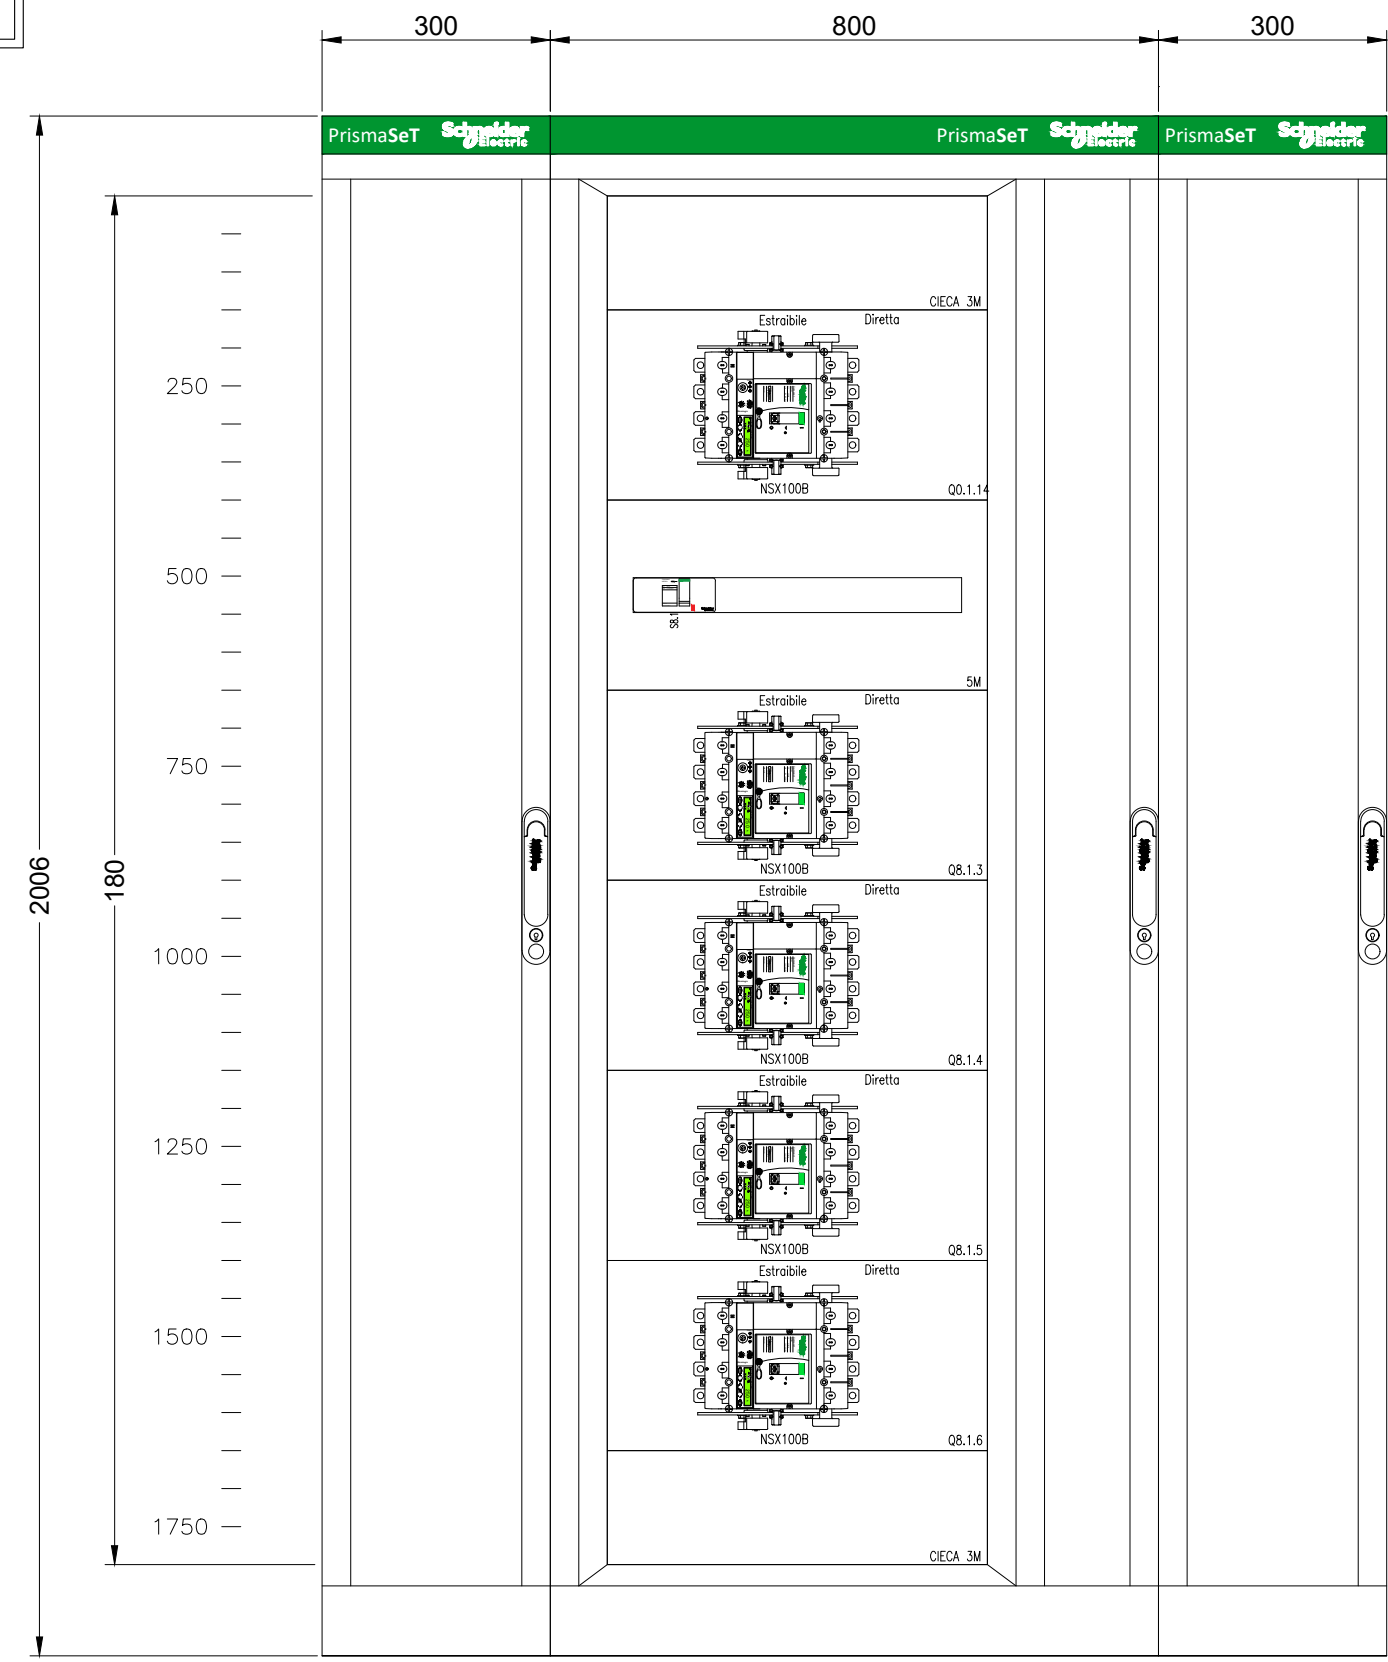 300 800 300
PrismaSeT Schneider Electric
PrismaSeT Schneider Electric
PrismaSeT Schneider Electric
2006
180
250
500
750
1000
1250
1500
1750
CIECA 3M
Estraibile Diretta
NSX100B Q0.1.14
S8.1
5M
Estraibile Diretta
NSX100B Q8.1.3
Estraibile Diretta
NSX100B Q8.1.4
Estraibile Diretta
NSX100B Q8.1.5
Estraibile Diretta
NSX100B Q8.1.6
CIECA 3M